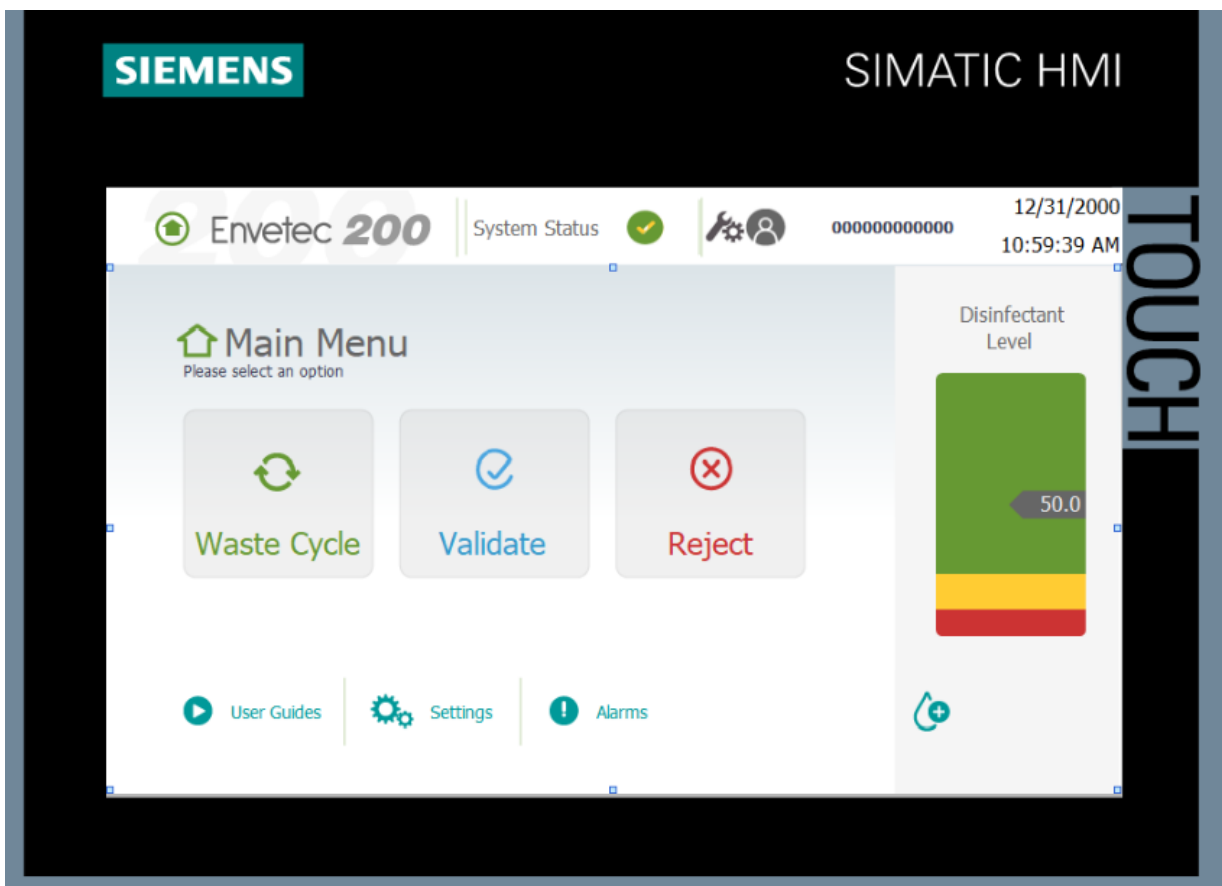 SIEMENS
SIMATIC HMI
TOUCH
200
Envetec 200
System Status
000000000000
12/31/2000
10:59:39 AM
Main Menu
Please select an option
Waste Cycle
Validate
Reject
Disinfectant
Level
50.0
User Guides
Settings
Alarms